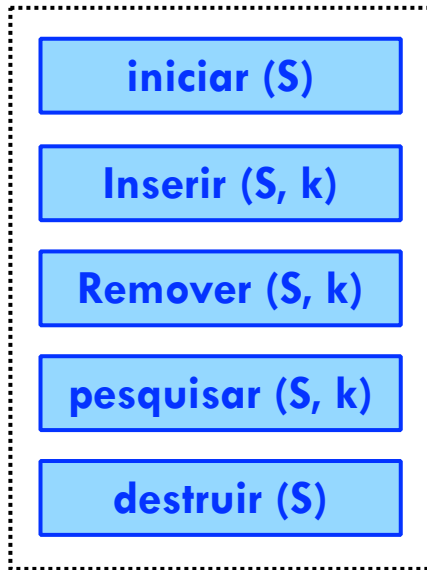 iniciar (S)
Inserir (S, k)
Remover (S, k)
pesquisar (S, k)
destruir (S)